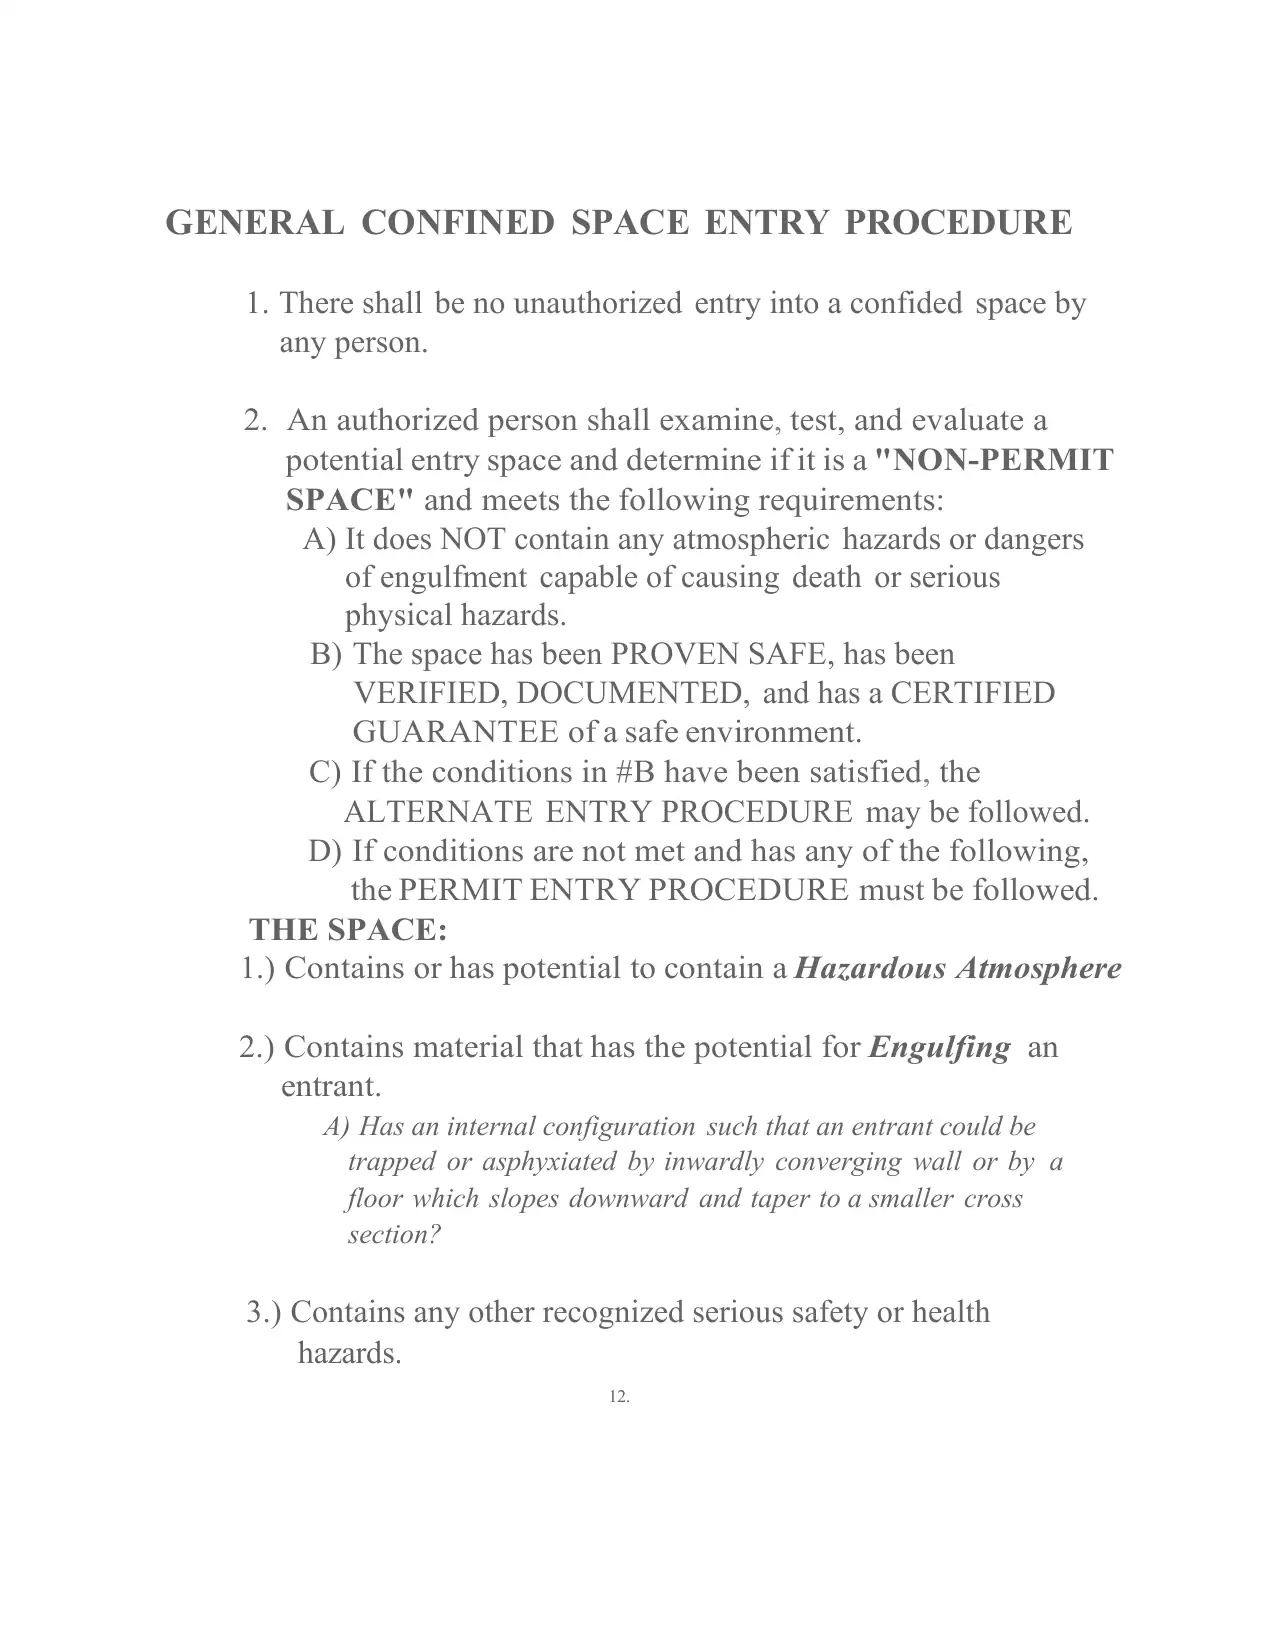 GENERAL CONFINED SPACE ENTRY PROCEDURE
1. There shall be no unauthorized entry into a confided space by
any person.
2. An authorized person shall examine, test, and evaluate a
potential entry space and determine if it is a "NON-PERMIT
SPACE" and meets the following requirements:
A) It does NOT contain any atmospheric hazards or dangers
of engulfment capable of causing death or serious
physical hazards.
B) The space has been PROVEN SAFE, has been
VERIFIED, DOCUMENTED, and has a CERTIFIED
GUARANTEE of a safe environment.
C) If the conditions in #B have been satisfied, the
ALTERNATE ENTRY PROCEDURE may be followed.
D) If conditions are not met and has any of the following,
the PERMIT ENTRY PROCEDURE must be followed.
THE SPACE:
1.) Contains or has potential to contain a Hazardous Atmosphere
2.) Contains material that has the potential for Engulfing an
entrant.
A) Has an internal configuration such that an entrant could be
trapped or asphyxiated by inwardly converging wall or by a
floor which slopes downward and taper to a smaller cross
section?
3.) Contains any other recognized serious safety or health
hazards.
12.